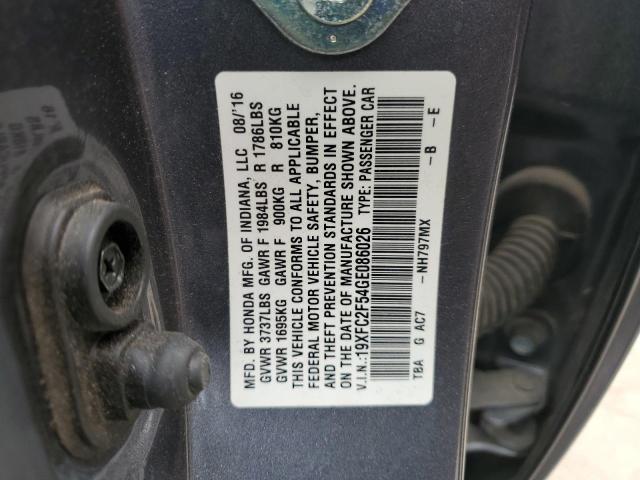 MFD. BY HONDA MFG. OF INDIANA, LLC 08/'16
GVWR 3737LBS GAWR F 1984LBS R 1786LBS
GVWR 1695KG GAWR F 900KG R 810KG
THIS VEHICLE CONFORMS TO ALL APPLICABLE
FEDERAL MOTOR VEHICLE SAFETY, BUMPER,
AND THEFT PREVENTION STANDARDS IN EFFECT
ON THE DATE OF MANUFACTURE SHOWN ABOVE.
V.I.N.:19XFC2F54GE086026 TYPE: PASSENGER CAR
TBA G AC7 -NH797MX -B -E